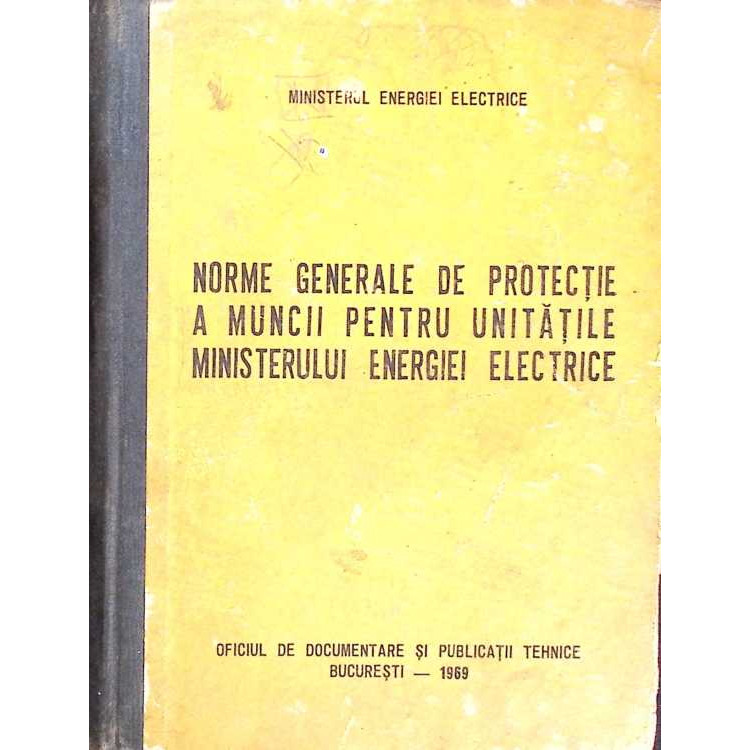 MINISTERUL ENERGIEI ELECTRICE
NORME GENERALE DE PROTECȚIE
A MUNCII PENTRU UNITĂȚILE
MINISTERULUI ENERGIEI ELECTRICE
OFICIUL DE DOCUMENTARE ȘI PUBLICAȚII TEHNICE
BUCUREȘTI — 1969